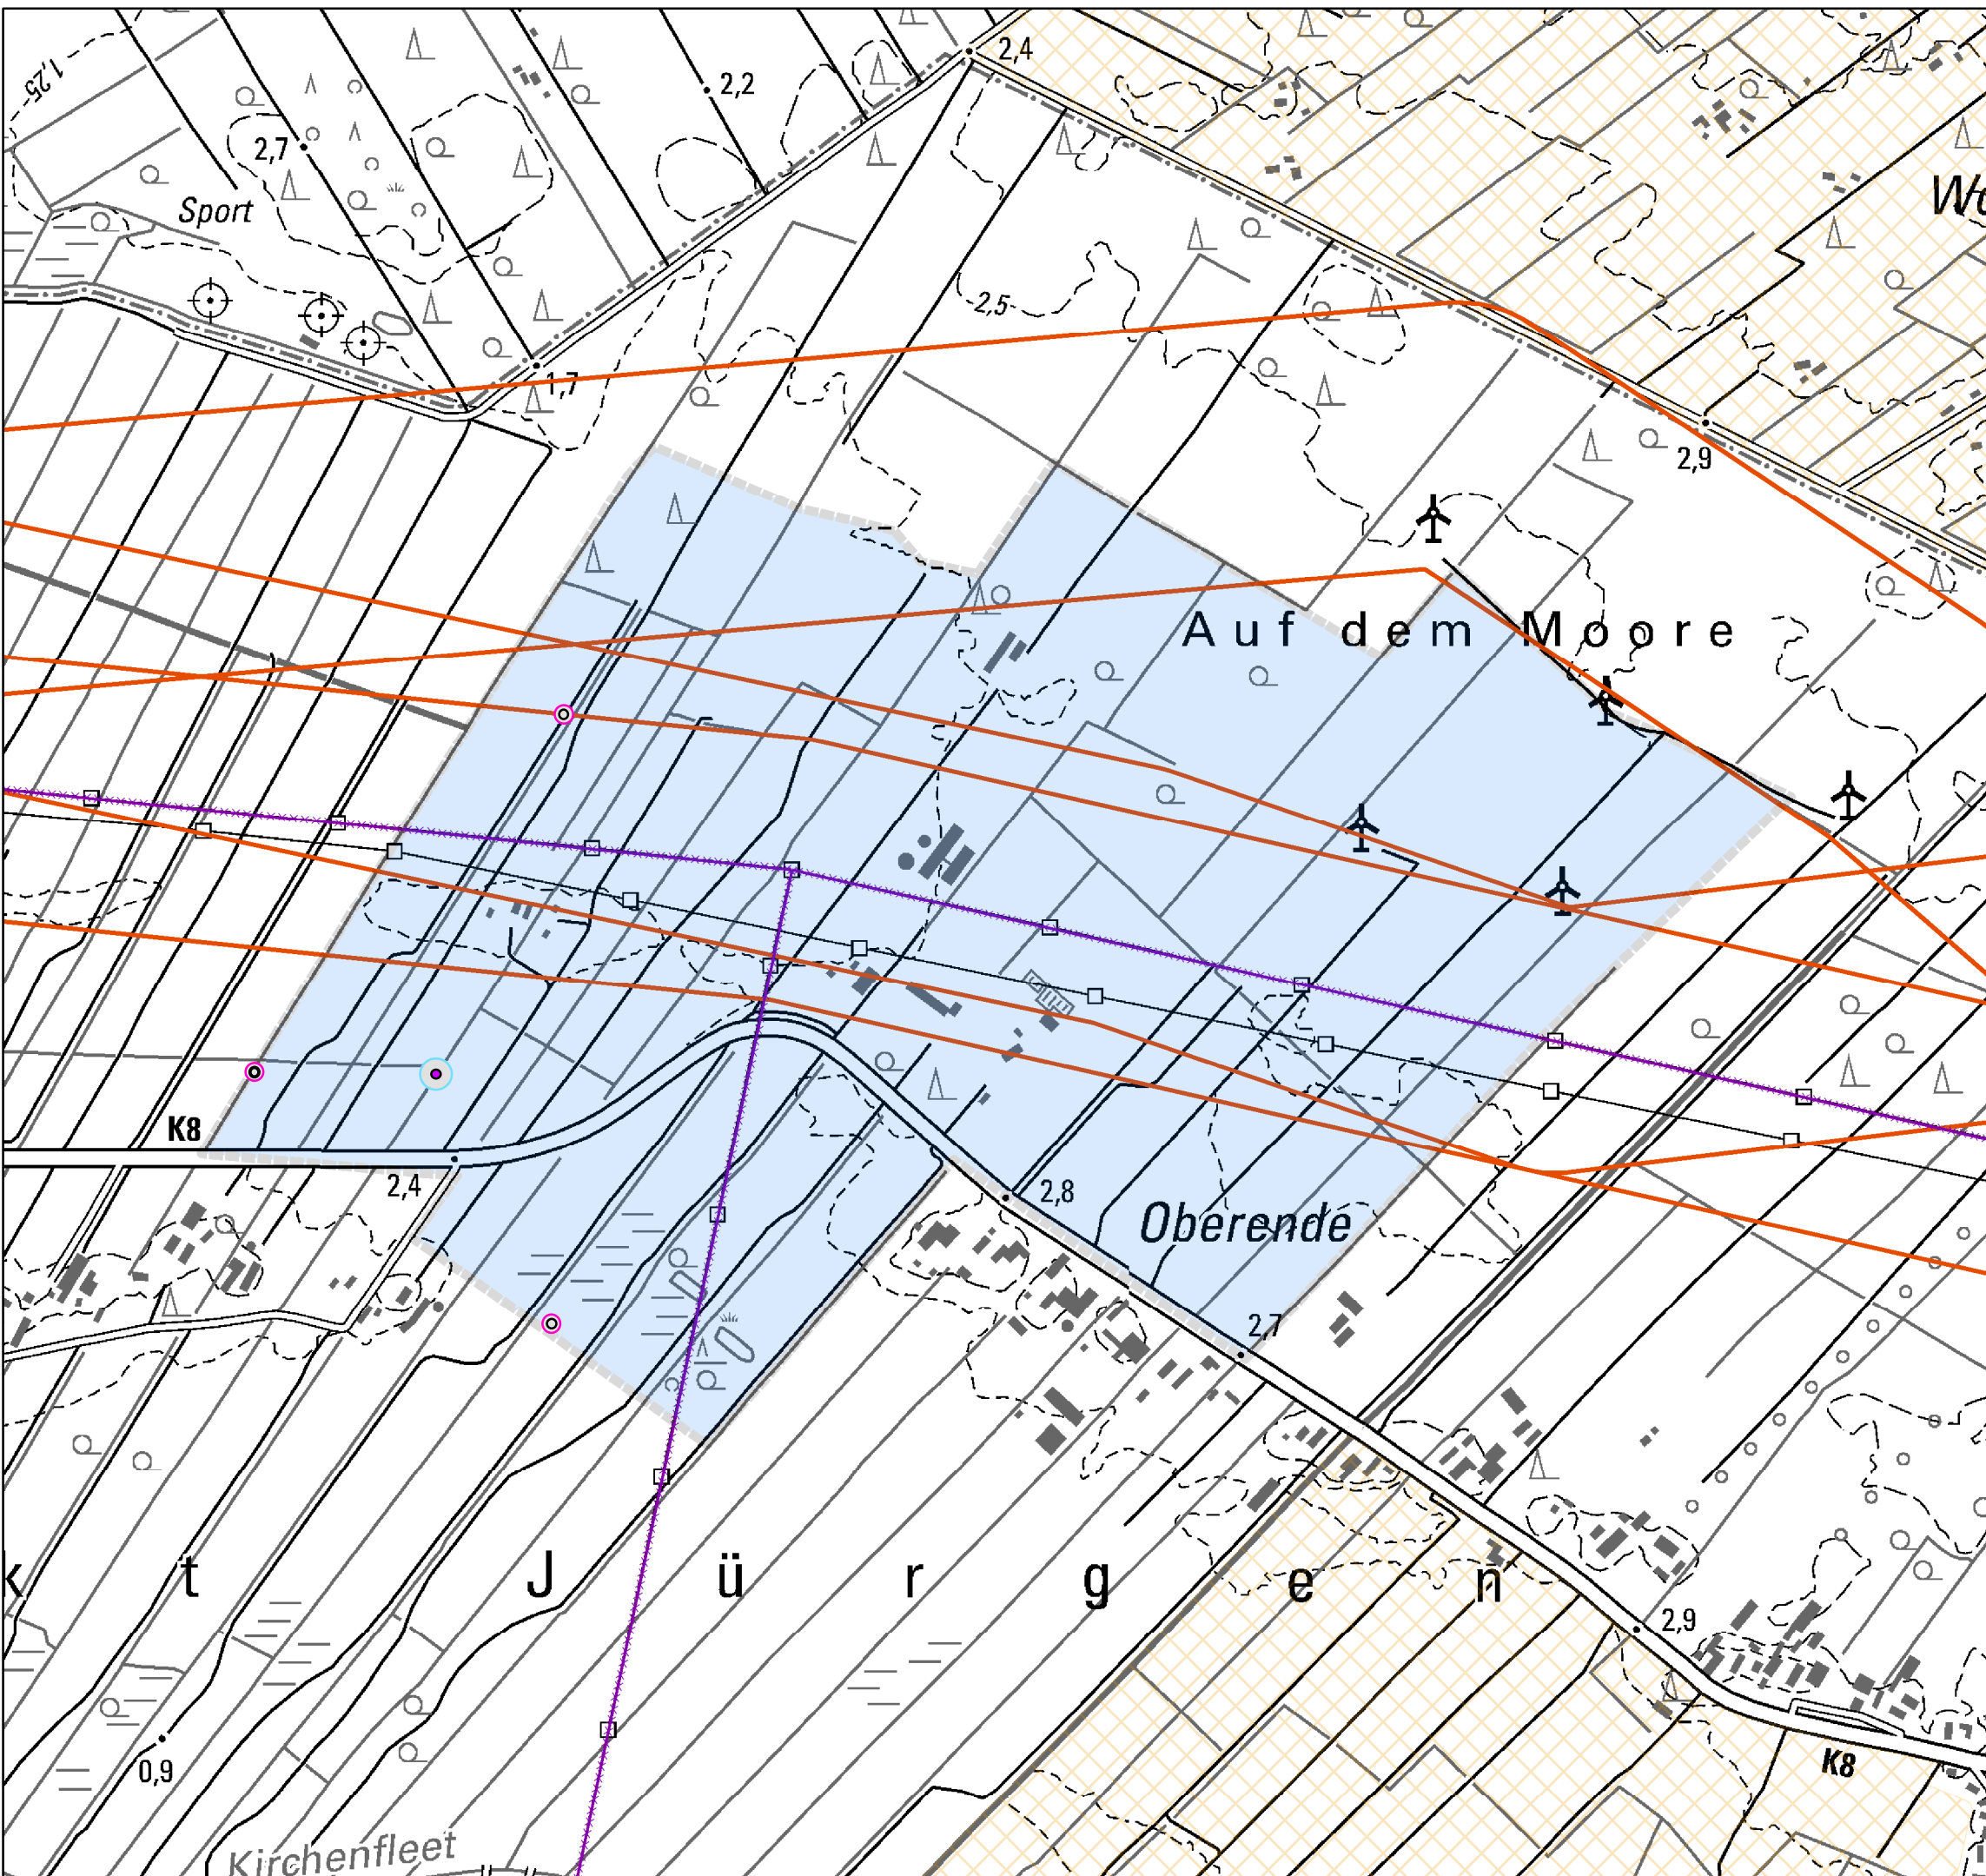 2,4
1,25
2,2
2,7
Sport
2,5
1,7
2,9
Auf dem Moore
K8
2,4
2,8
Oberende
2,7
k t J ü r g e n
2,9
0,9
K8
Kirchenfleet